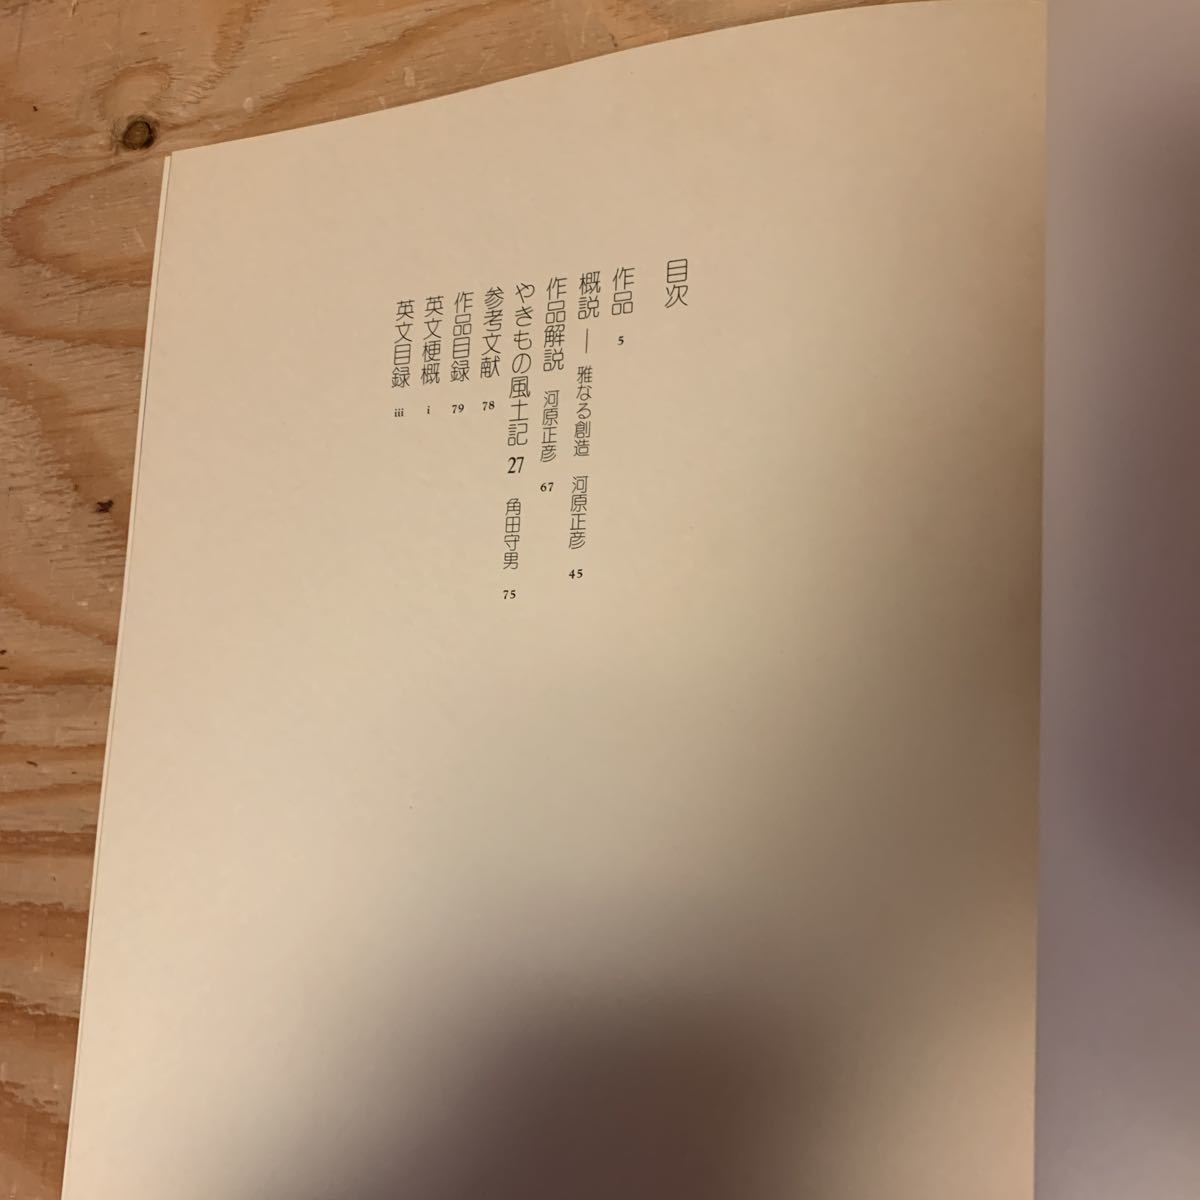 目次
作品 5
概説―雅なる創造 河原正彦 45
作品解説 河原正彦 67
やきもの風土記 27 角田守男 75
参考文献 78
作品目録 79
英文梗概 i
英文目録 iii